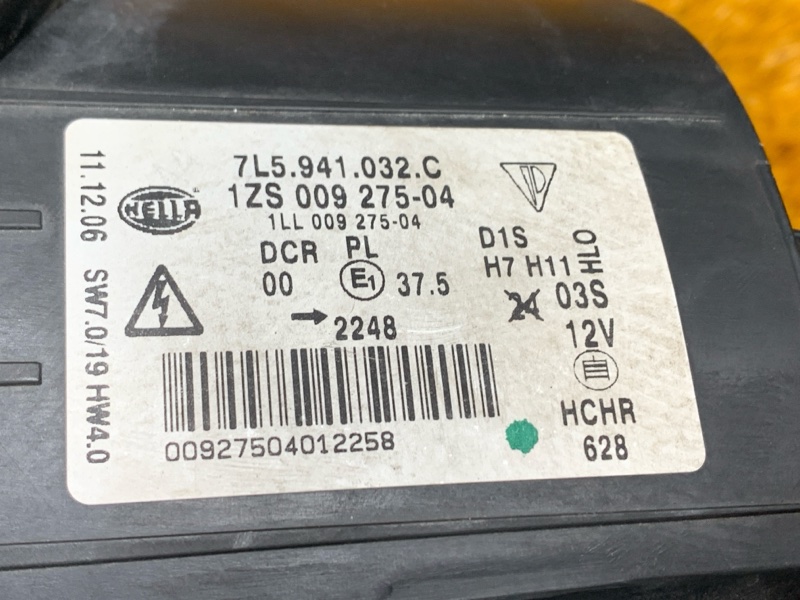 7L5.941.032.C
1ZS 009 275-04
1LL 009 275-04
HELLA
11.12.06 SW7.0/19 HW4.0
DCR PL
00 E1 37.5
→ 2248
D1S
H7 H11 HLO
24 03S
12V
HCHR
628
00927504012258